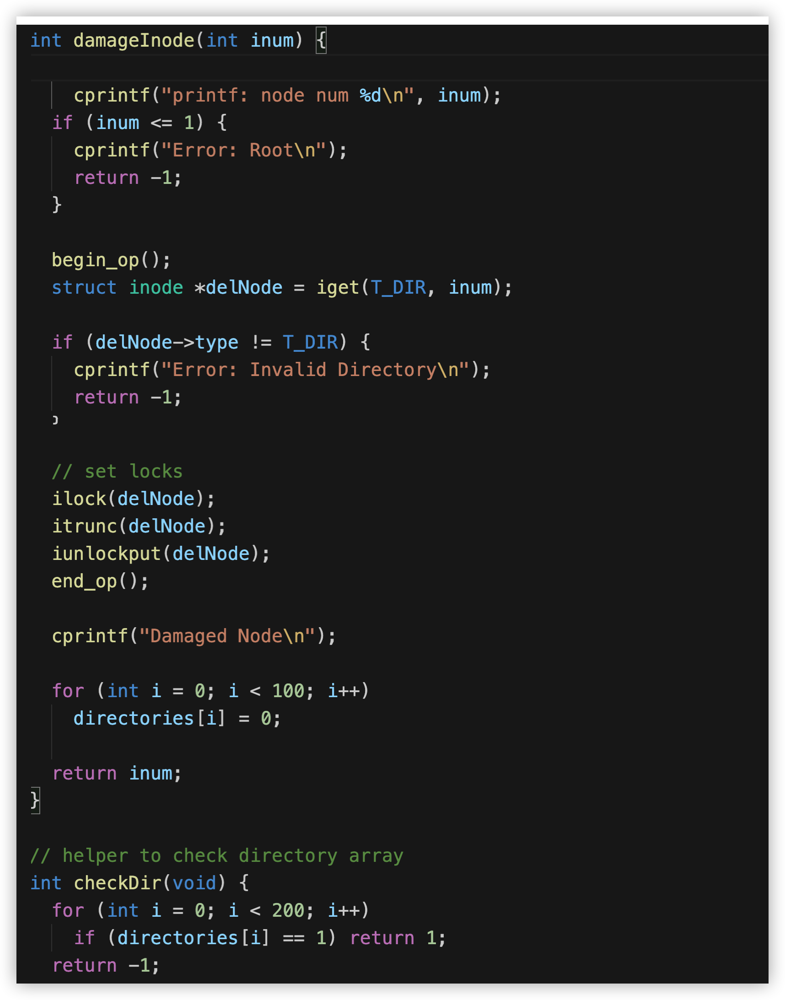 int damageInode(int inum) {
cprintf("printf: node num %d\n", inum);
if (inum <= 1) {
cprintf("Error: Root\n");
return -1;
}
begin_op();
struct inode *delNode = iget(T_DIR, inum);
if (delNode->type != T_DIR) {
cprintf("Error: Invalid Directory\n");
return -1;
}
// set locks
ilock(delNode);
itrunc(delNode);
iunlockput(delNode);
end_op();
cprintf("Damaged Node\n");
for (int i = 0; i < 100; i++)
directories[i] = 0;
return inum;
}
// helper to check directory array
int checkDir(void) {
for (int i = 0; i < 200; i++)
if (directories[i] == 1) return 1;
return -1;